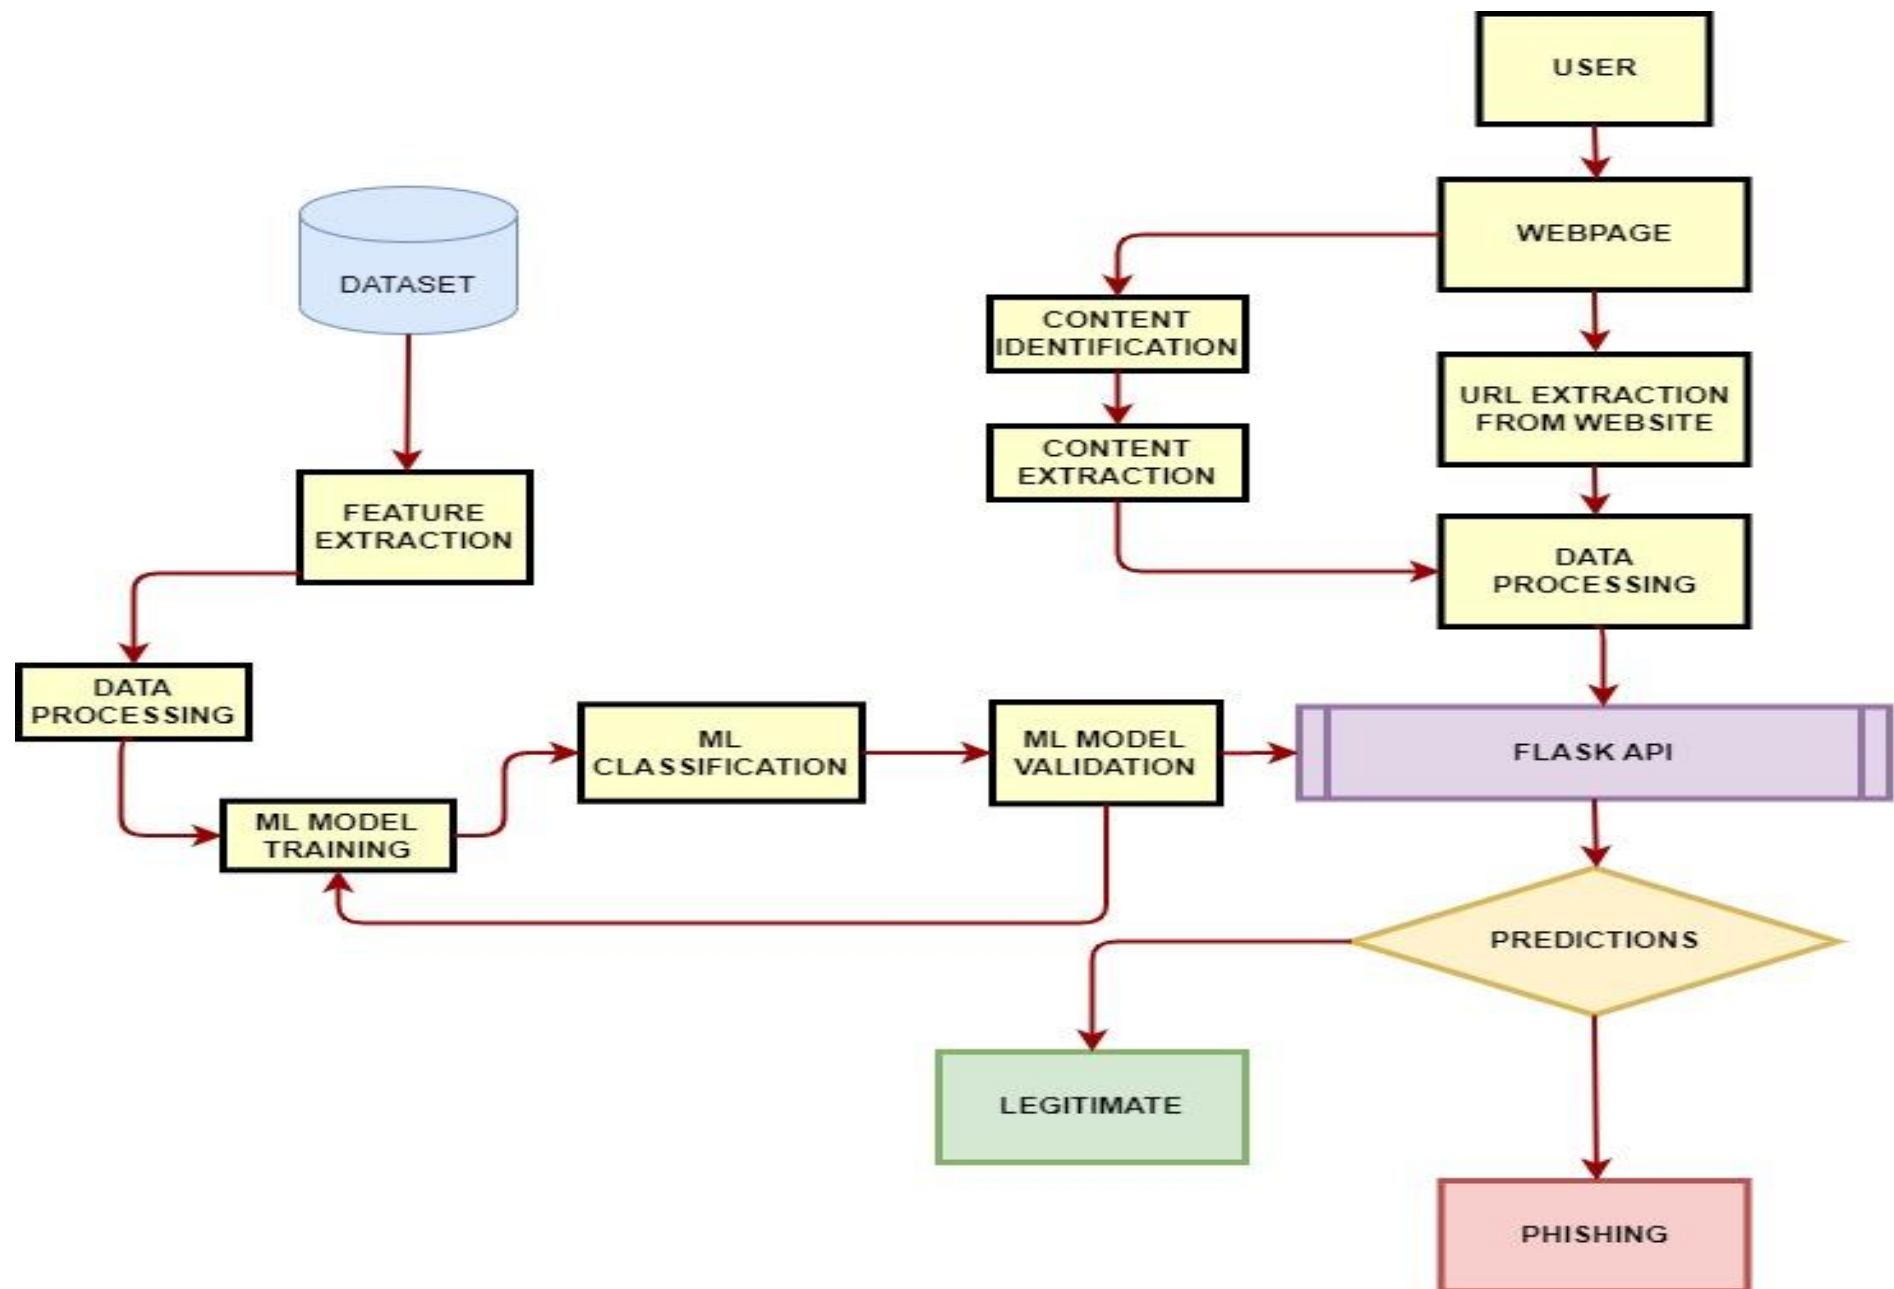 USER
WEBPAGE
DATASET
CONTENT
IDENTIFICATION
URL EXTRACTION
FROM WEBSITE
CONTENT
EXTRACTION
FEATURE
EXTRACTION
DATA
PROCESSING
DATA
PROCESSING
ML
CLASSIFICATION
ML MODEL
VALIDATION
FLASK API
ML MODEL
TRAINING
PREDICTIONS
LEGITIMATE
PHISHING